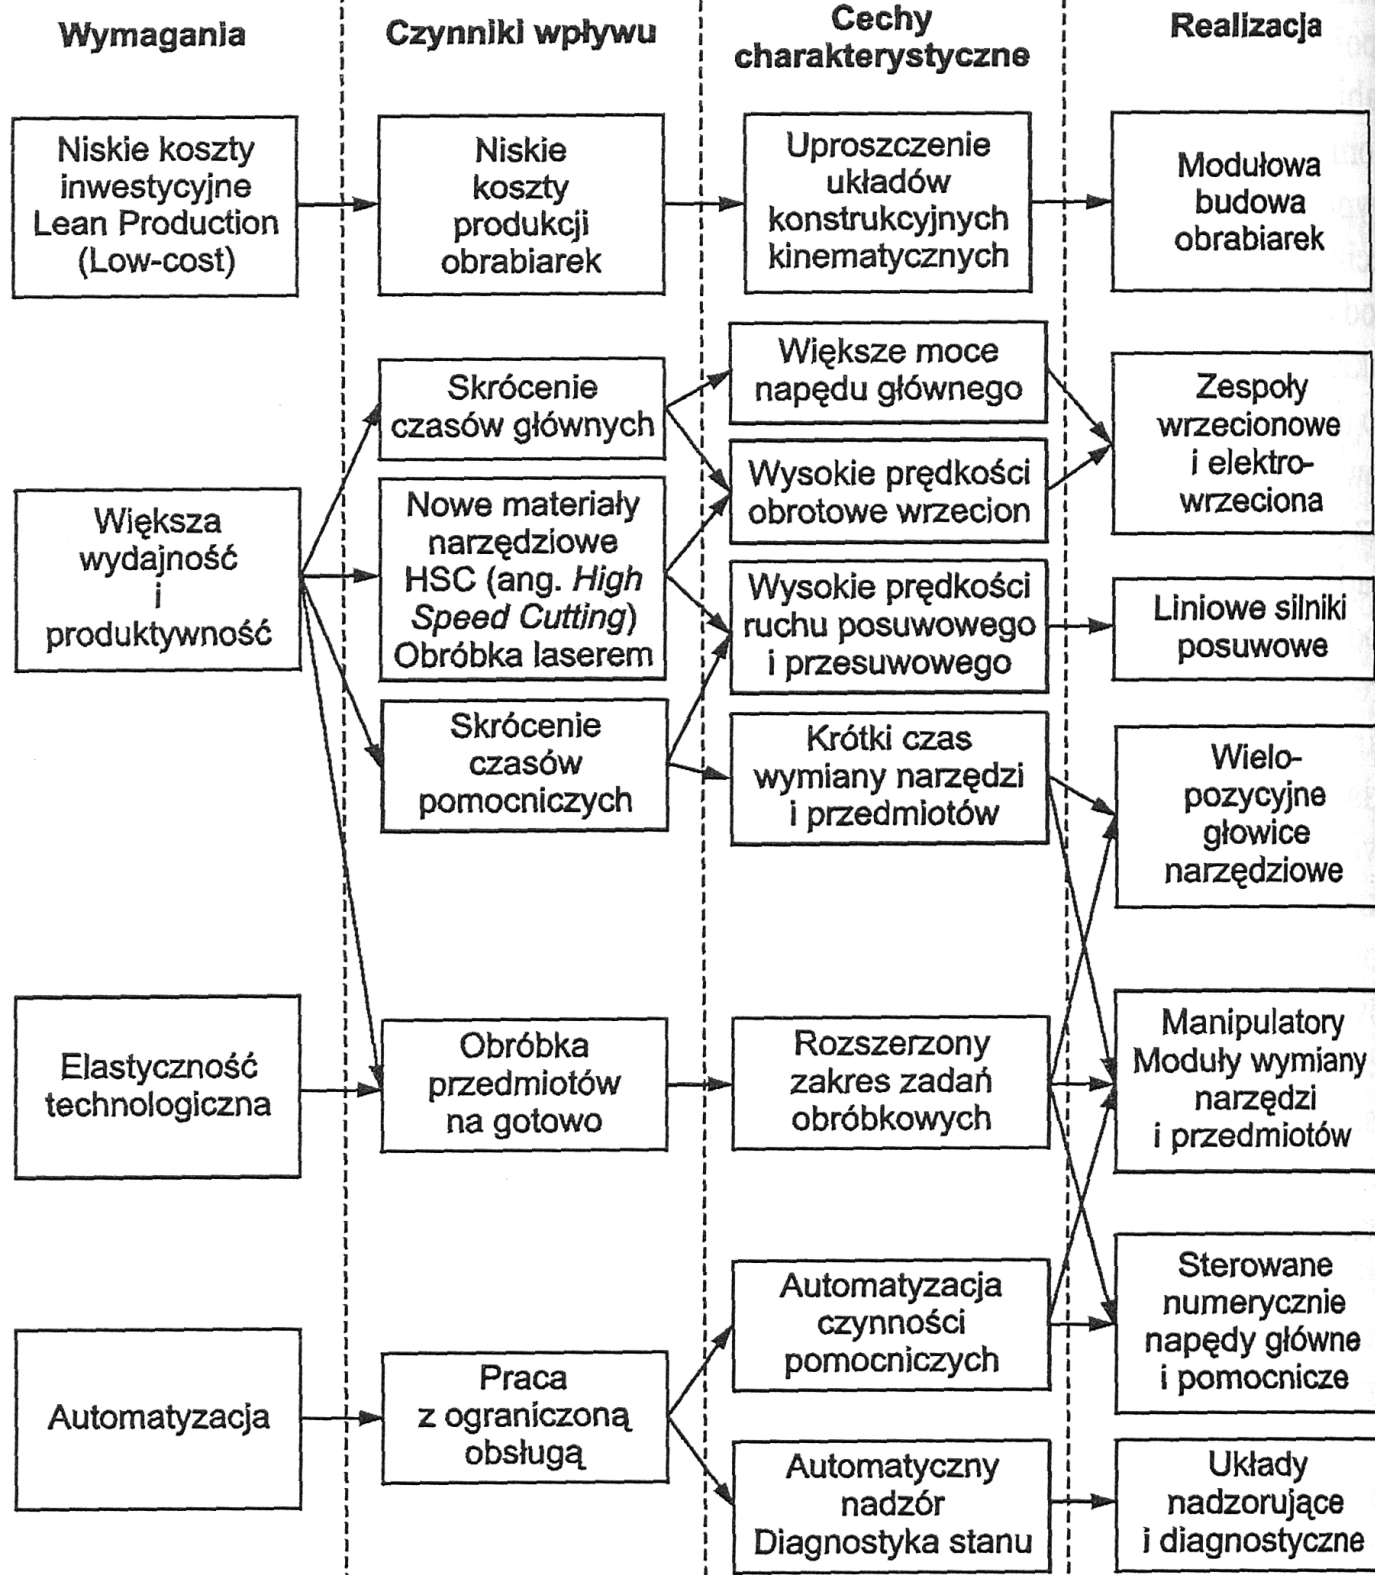 Wymagania
Czynniki wpływu
Cechy
charakterystyczne
Realizacja
Niskie koszty
inwestycyjne
Lean Production
(Low-cost)
Niskie
koszty
produkcji
obrabiarek
Uproszczenie
układów
konstrukcyjnych
kinematycznych
Modułowa
budowa
obrabiarek
Większa
wydajność
i
produktywność
Skrócenie
czasów głównych
Nowe materiały
narzędziowe
HSC (ang. High
Speed Cutting)
Obróbka laserem
Skrócenie
czasów
pomocniczych
Większe moce
napędu głównego
Wysokie prędkości
obrotowe wrzecion
Wysokie prędkości
ruchu posuwowego
i przesuwowego
Krótki czas
wymiany narzędzi
i przedmiotów
Zespoły
wrzecionowe
i elektro-
wrzeciona
Liniowe silniki
posuwowe
Wielo-
pozycyjne
głowice
narzędziowe
Elastyczność
technologiczna
Obróbka
przedmiotów
na gotowo
Rozszerzony
zakres zadań
obróbkowych
Manipulatory
Moduły wymiany
narzędzi
i przedmiotów
Automatyzacja
Praca
z ograniczoną
obsługą
Automatyzacja
czynności
pomocniczych
Automatyczny
nadzór
Diagnostyka stanu
Sterowane
numerycznie
napędy główne
i pomocnicze
Układy
nadzorujące
i diagnostyczne